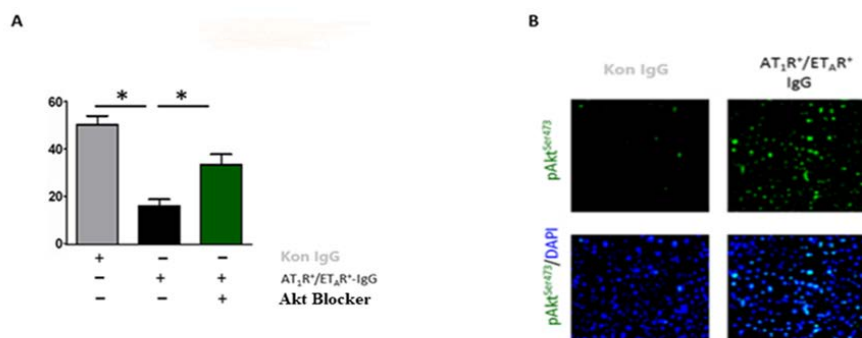 A
*
*
60
40
20
0
+ – – Kon IgG
– + + AT₁R⁺/ETAR⁺-IgG
– – + Akt Blocker
B
Kon IgG
AT₁R⁺/ETAR⁺
IgG
pAktSer473
pAktSer473/DAPI